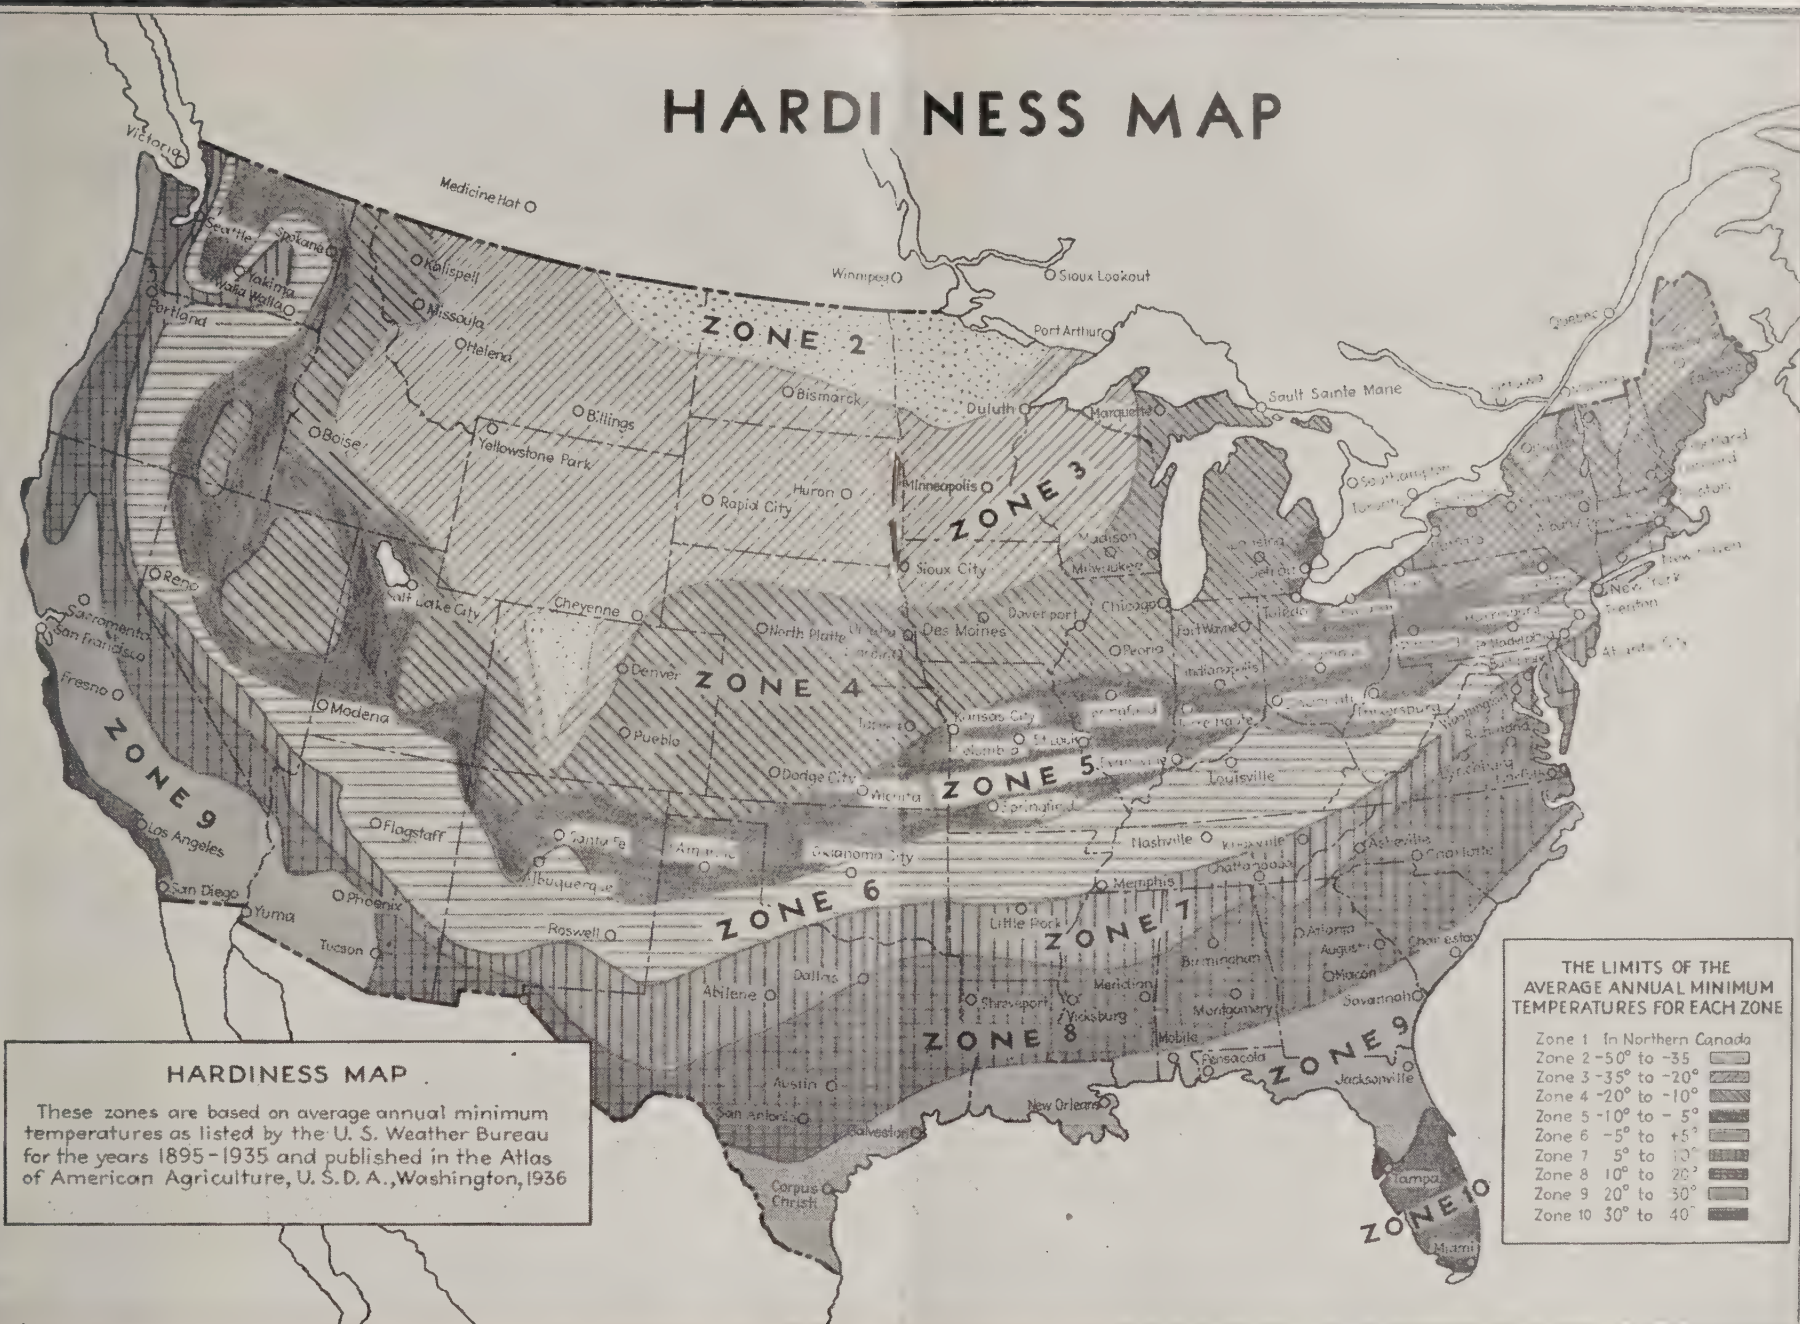 HARDINESS MAP
Victoria
Medicine Hat
Winnipeg
Sioux Lookout
Port Arthur
Quebec
Seattle
Spokane
Yakima
Walla Walla
Portland
Kalispell
Missoula
Helena
ZONE 2
Bismarck
Duluth
Marquette
Sault Sainte Marie
Billings
Boise
Yellowstone Park
Huron
Minneapolis
Rapid City
ZONE 3
Southampton
Madison
Milwaukee
Detroit
Sioux City
Reno
Salt Lake City
Cheyenne
North Platte
Omaha
Des Moines
Davenport
Chicago
Toledo
Fort Wayne
Peoria
New York
Trenton
Sacramento
San Francisco
Denver
ZONE 4
Indianapolis
Fresno
Modena
Pueblo
Kansas City
St Louis
Columbia
Terre Haute
ZONE 9
Dodge City
Wichita
ZONE 5
Springfield
Louisville
Richmond
Los Angeles
Flagstaff
Santa Fe
Albuquerque
Oklahoma City
Nashville
Knoxville
Asheville
Charlotte
Chattanooga
San Diego
Yuma
Phoenix
ZONE 6
Memphis
Little Rock
ZONE 7
Tucson
Roswell
Atlanta
Augusta
Charleston
Birmingham
Dallas
Abilene
Macon
Meridian
Shreveport
Vicksburg
Montgomery
Savannah
ZONE 8
Mobile
Pensacola
ZONE 9
Jacksonville
Austin
San Antonio
New Orleans
Galveston
Corpus
Christi
Tampa
ZONE 10
Miami
HARDINESS MAP
These zones are based on average annual minimum
temperatures as listed by the U. S. Weather Bureau
for the years 1895-1935 and published in the Atlas
of American Agriculture, U. S. D. A., Washington, 1936
THE LIMITS OF THE
AVERAGE ANNUAL MINIMUM
TEMPERATURES FOR EACH ZONE
Zone 1 In Northern Canada
Zone 2 -50° to -35
Zone 3 -35° to -20°
Zone 4 -20° to -10°
Zone 5 -10° to - 5°
Zone 6 -5° to +5°
Zone 7 5° to 10°
Zone 8 10° to 20°
Zone 9 20° to 30°
Zone 10 30° to 40°